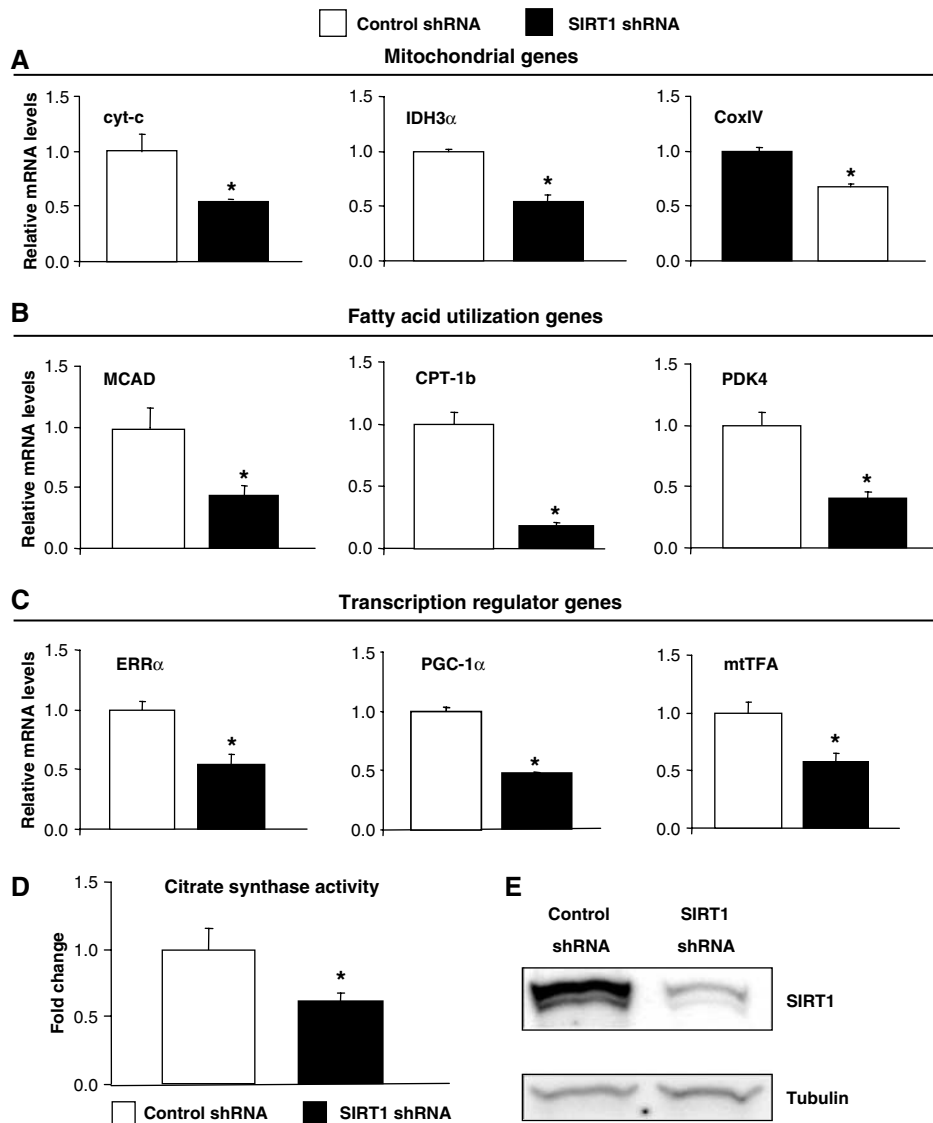 Control shRNA SIRT1 shRNA
A Mitochondrial genes
Relative mRNA levels
1.5
1.0
0.5
0.0
cyt-c
*
1.5
1.0
0.5
0.0
IDH3α
*
1.5
1.0
0.5
0.0
CoxIV
*
B Fatty acid utilization genes
Relative mRNA levels
1.5
1.0
0.5
0.0
MCAD
*
1.5
1.0
0.5
0.0
CPT-1b
*
1.5
1.0
0.5
0.0
PDK4
*
C Transcription regulator genes
Relative mRNA levels
1.5
1.0
0.5
0.0
ERRα
*
1.5
1.0
0.5
0.0
PGC-1α
*
1.5
1.0
0.5
0.0
mtTFA
*
D Citrate synthase activity
Fold change
1.5
1.0
0.5
0.0
*
Control shRNA SIRT1 shRNA
E
Control SIRT1
shRNA shRNA
SIRT1
Tubulin